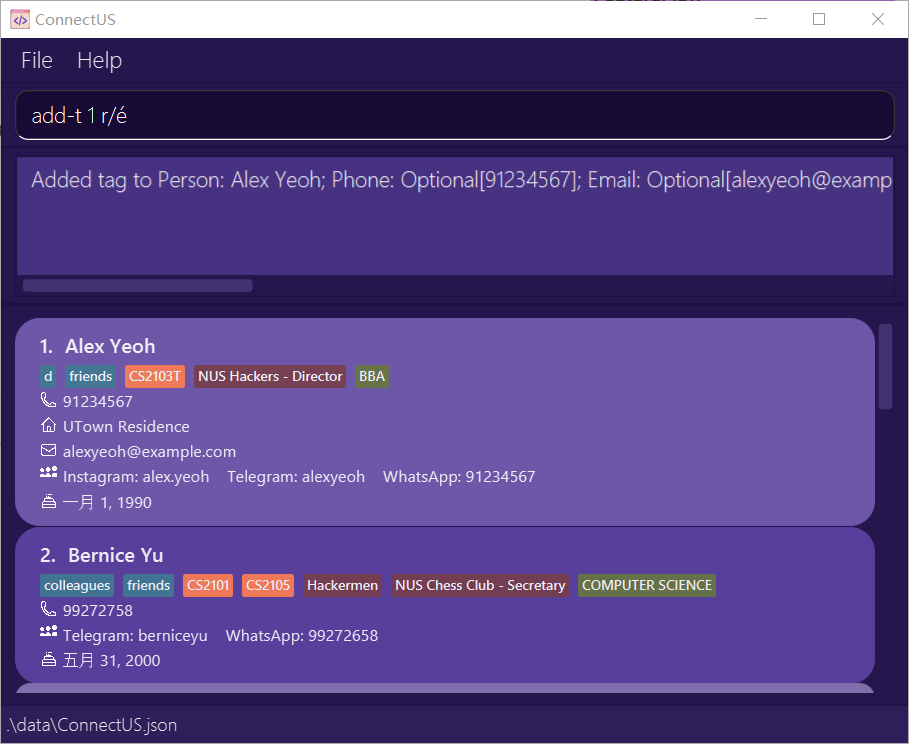 ConnectUS
File Help
add-t 1 r/é
Added tag to Person: Alex Yeoh; Phone: Optional[91234567]; Email: Optional[alexyeoh@examp
1. Alex Yeoh
d friends CS2103T NUS Hackers - Director BBA
91234567
UTown Residence
alexyeoh@example.com
Instagram: alex.yeoh Telegram: alexyeoh WhatsApp: 91234567
一月 1, 1990
2. Bernice Yu
colleagues friends CS2101 CS2105 Hackermen NUS Chess Club - Secretary COMPUTER SCIENCE
99272758
Telegram: berniceyu WhatsApp: 99272658
五月 31, 2000
.\data\ConnectUS.json